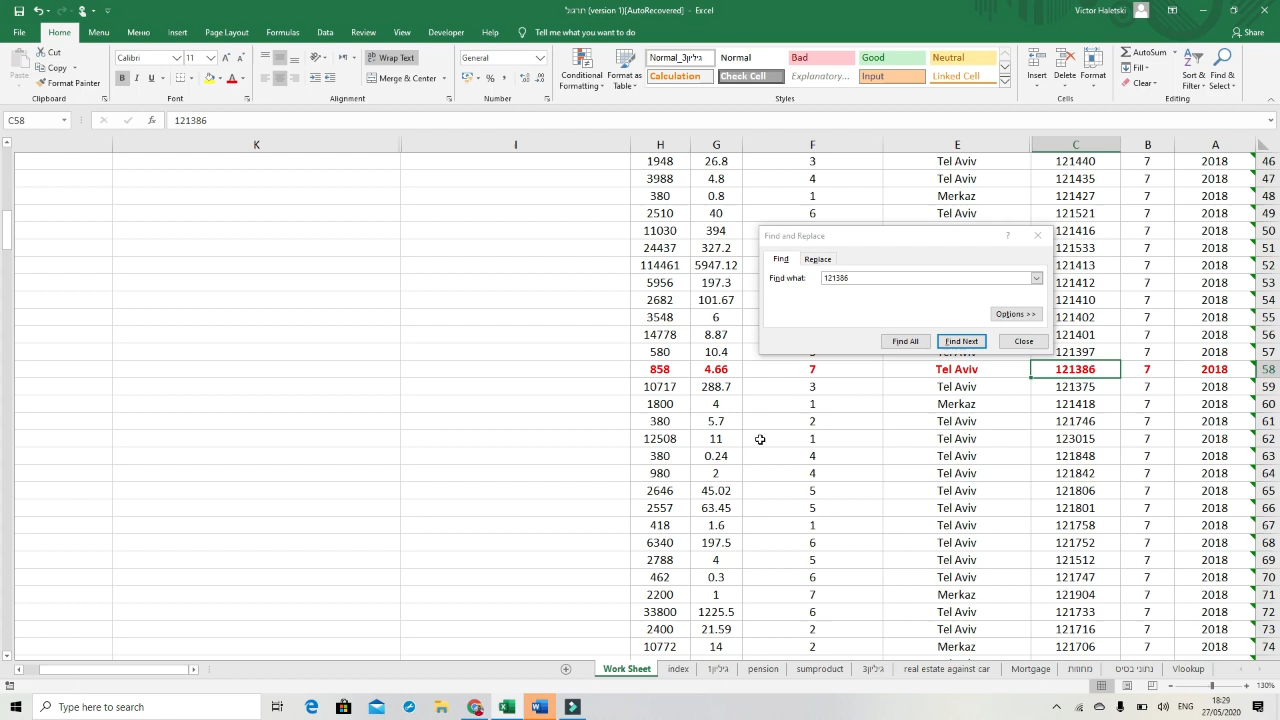 תרגול (version 1)[AutoRecovered] - Excel
Victor Haletski
File Home Menu Меню Insert Page Layout Formulas Data Review View Developer Help Tell me what you want to do Share
Cut
Copy
Format Painter
Clipboard
Calibri 11
B I U
Font
Wrap Text
Merge & Center
Alignment
General
Number
Conditional Formatting
Format as Table
Normal_גיליון3 Normal Bad Good Neutral
Calculation Check Cell Explanatory... Input Linked Cell
Styles
Insert Delete Format
Cells
AutoSum
Fill
Clear
Sort & Filter
Find & Select
Editing
C58 fx 121386
K I H G F E C B A
1948 26.8 3 Tel Aviv 121440 7 2018 46
3988 4.8 4 Tel Aviv 121435 7 2018 47
380 0.8 1 Merkaz 121427 7 2018 48
2510 40 6 Tel Aviv 121521 7 2018 49
11030 394 121416 7 2018 50
24437 327.2 121533 7 2018 51
114461 5947.12 121413 7 2018 52
5956 197.3 121412 7 2018 53
2682 101.67 121410 7 2018 54
3548 6 121402 7 2018 55
14778 8.87 121401 7 2018 56
580 10.4 Tel Aviv 121397 7 2018 57
858 4.66 7 Tel Aviv 121386 7 2018 58
10717 288.7 3 Tel Aviv 121375 7 2018 59
1800 4 1 Merkaz 121418 7 2018 60
380 5.7 2 Tel Aviv 121746 7 2018 61
12508 11 1 Tel Aviv 123015 7 2018 62
380 0.24 4 Tel Aviv 121848 7 2018 63
980 2 4 Tel Aviv 121842 7 2018 64
2646 45.02 5 Tel Aviv 121806 7 2018 65
2557 63.45 5 Tel Aviv 121801 7 2018 66
418 1.6 1 Tel Aviv 121758 7 2018 67
6340 197.5 6 Tel Aviv 121752 7 2018 68
2788 4 5 Tel Aviv 121512 7 2018 69
462 0.3 6 Tel Aviv 121747 7 2018 70
2200 1 7 Merkaz 121904 7 2018 71
33800 1225.5 6 Tel Aviv 121733 7 2018 72
2400 21.59 2 Tel Aviv 121716 7 2018 73
10772 14 2 Merkaz 121706 7 2018 74
Find and Replace ?
Find Replace
Find what: 121386
Options >>
Find All Find Next Close
Work Sheet index גיליון1 pension sumproduct גיליון3 real estate against car Mortgage מחוות נתוני בסיס Vlookup
130%
Type here to search
18:29
27/05/2020